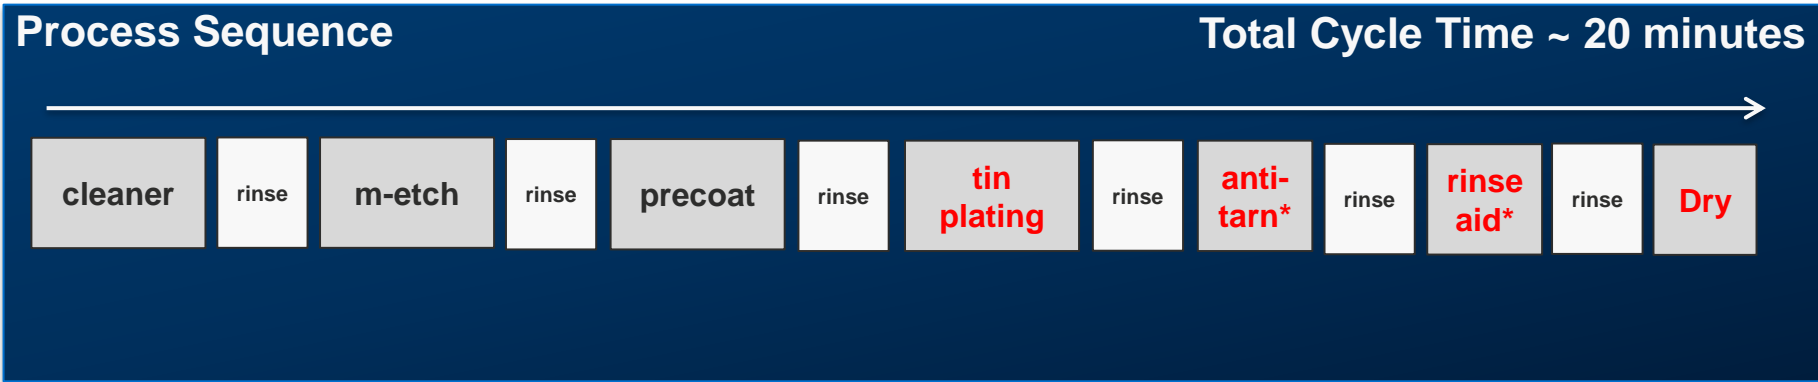 Process Sequence
Total Cycle Time ~ 20 minutes
cleaner
rinse
m-etch
rinse
precoat
rinse
tin
plating
rinse
anti-
tarn*
rinse
rinse
aid*
rinse
Dry